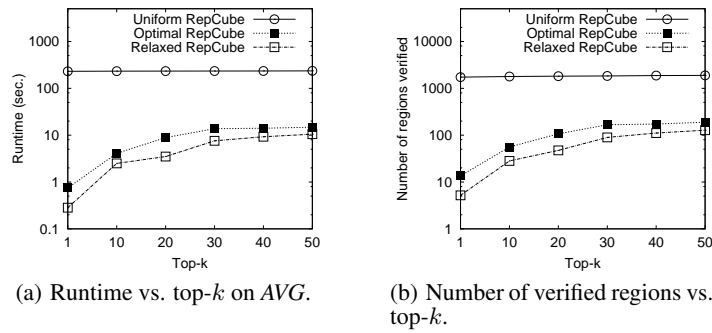 Uniform RepCube
Optimal RepCube
Relaxed RepCube
1000
100
10
1
0.1
Runtime (sec.)
1 10 20 30 40 50
Top-k
(a) Runtime vs. top-k on AVG.
Uniform RepCube
Optimal RepCube
Relaxed RepCube
10000
1000
100
10
1
Number of regions verified
1 10 20 30 40 50
Top-k
(b) Number of verified regions vs.
top-k.